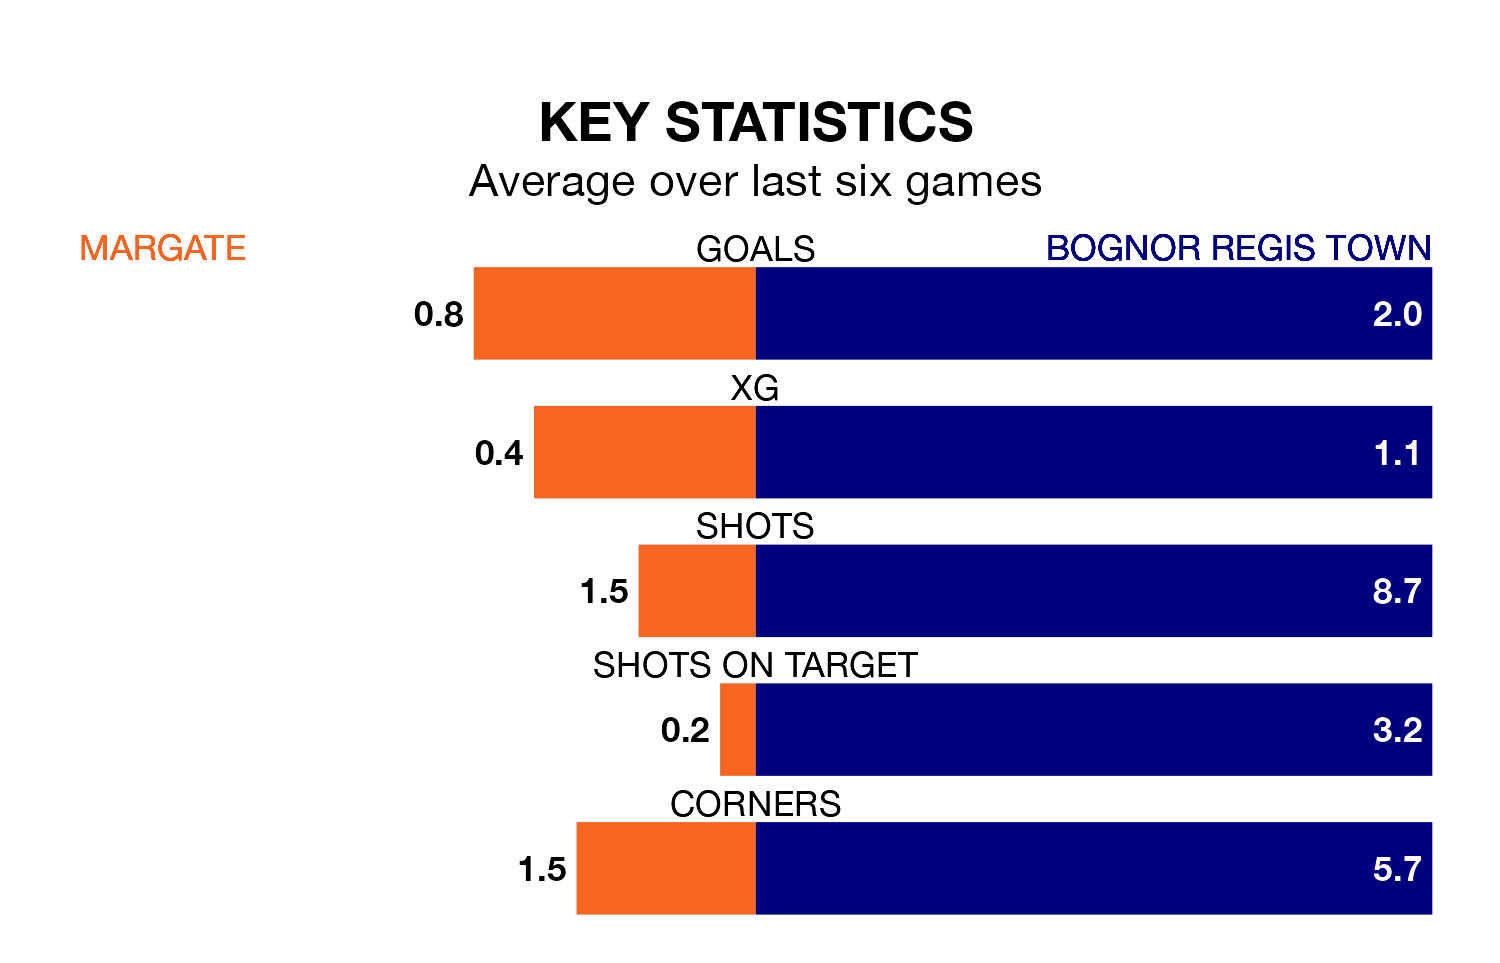 KEY STATISTICS
Average over last six games
MARGATE GOALS BOGNOR REGIS TOWN
0.8 2.0
XG
0.4 1.1
SHOTS
1.5 8.7
SHOTS ON TARGET
0.2 3.2
CORNERS
1.5 5.7